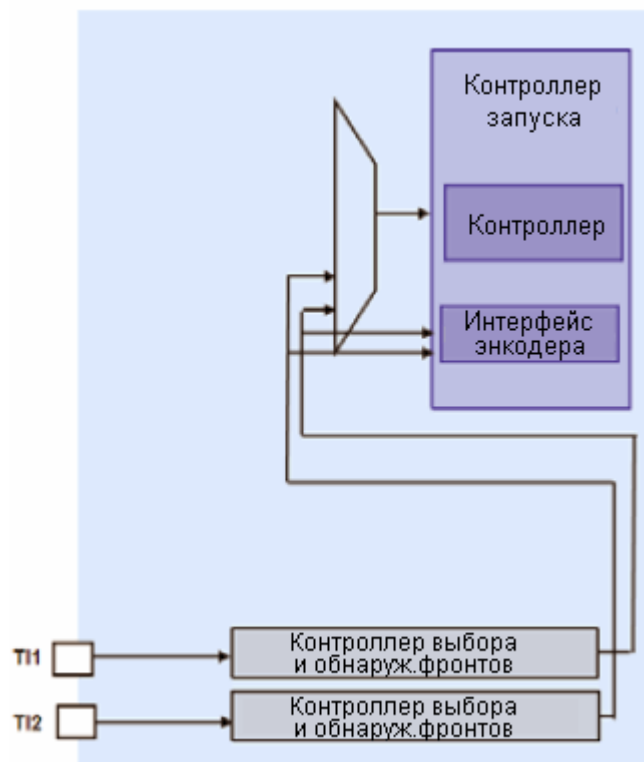 Контроллер
запуска
Контроллер
Интерфейс
энкодера
TI1
Контроллер выбора
и обнаруж.фронтов
TI2
Контроллер выбора
и обнаруж.фронтов